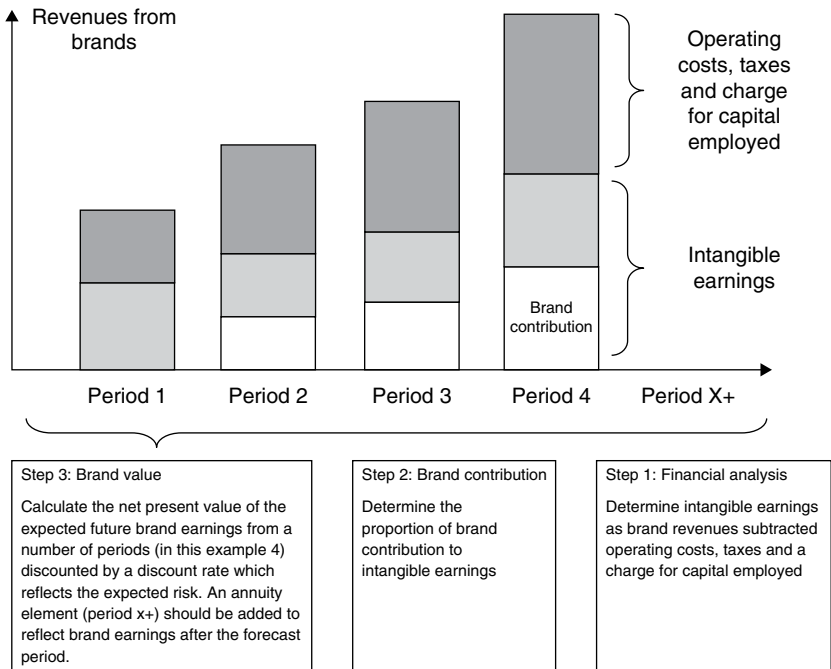 Revenues from
brands
Operating
costs, taxes
and charge
for capital
employed
Intangible
earnings
Brand
contribution
Period 1
Period 2
Period 3
Period 4
Period X+
Step 3: Brand value
Calculate the net present value of the
expected future brand earnings from a
number of periods (in this example 4)
discounted by a discount rate which
reflects the expected risk. An annuity
element (period x+) should be added to
reflect brand earnings after the forecast
period.
Step 2: Brand contribution
Determine the
proportion of brand
contribution to
intangible earnings
Step 1: Financial analysis
Determine intangible earnings
as brand revenues subtracted
operating costs, taxes and a
charge for capital employed